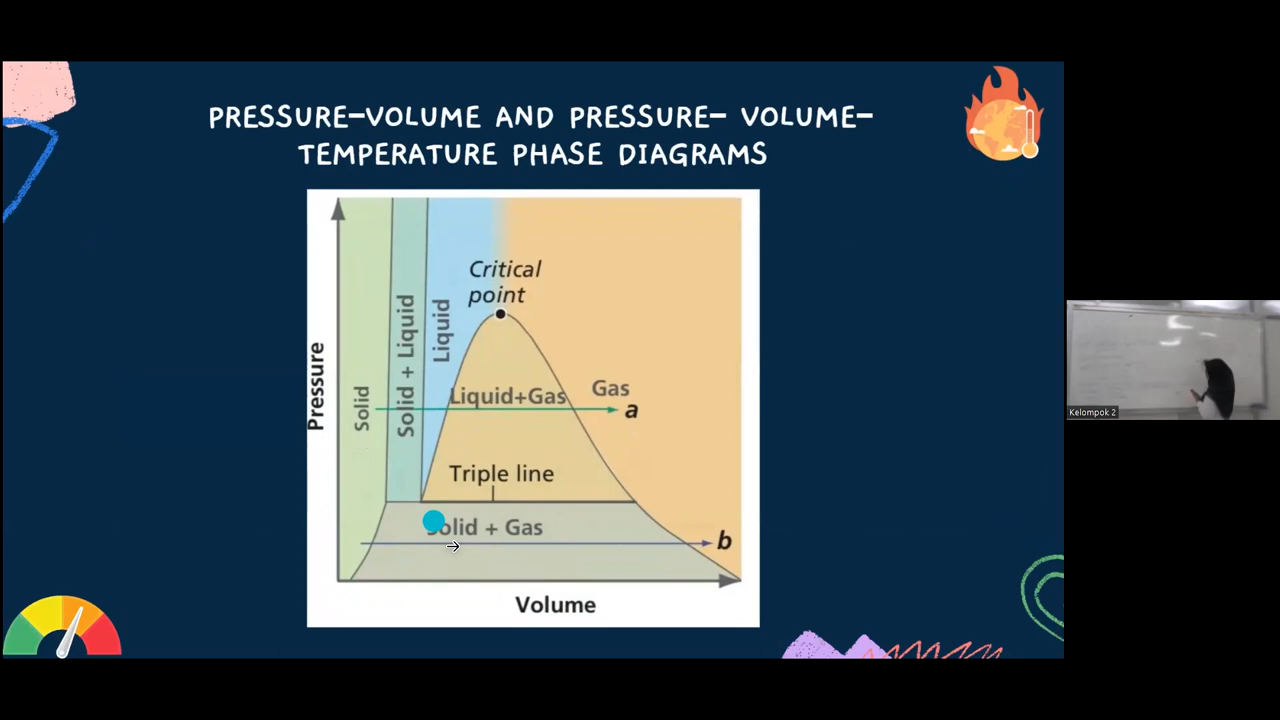 PRESSURE-VOLUME AND PRESSURE- VOLUME-
TEMPERATURE PHASE DIAGRAMS
Critical
point
Solid
Solid + Liquid
Liquid
Liquid+Gas
Gas
a
Triple line
Solid + Gas
b
Pressure
Volume
Kelompok 2